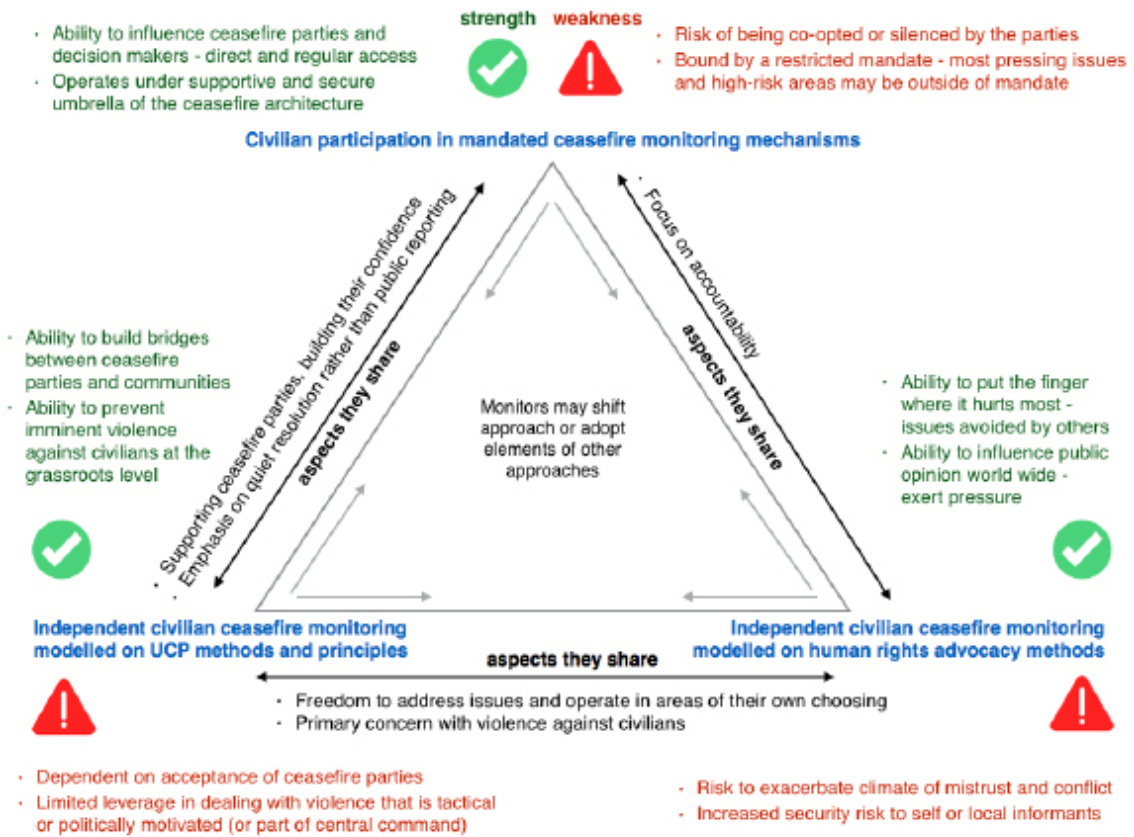 strength weakness
· Ability to influence ceasefire parties and
decision makers - direct and regular access
· Operates under supportive and secure
umbrella of the ceasefire architecture
· Risk of being co-opted or silenced by the parties
· Bound by a restricted mandate - most pressing issues
and high-risk areas may be outside of mandate
Civilian participation in mandated ceasefire monitoring mechanisms
· Supporting ceasefire parties, building their confidence
· Emphasis on quiet resolution rather than public reporting
aspects they share
· Focus on accountability
aspects they share
· Ability to build bridges
between ceasefire
parties and communities
· Ability to prevent
imminent violence
against civilians at the
grassroots level
Monitors may shift
approach or adopt
elements of other
approaches
· Ability to put the finger
where it hurts most -
issues avoided by others
· Ability to influence public
opinion world wide -
exert pressure
Independent civilian ceasefire monitoring
modelled on UCP methods and principles
Independent civilian ceasefire monitoring
modelled on human rights advocacy methods
aspects they share
· Freedom to address issues and operate in areas of their own choosing
· Primary concern with violence against civilians
· Dependent on acceptance of ceasefire parties
· Limited leverage in dealing with violence that is tactical
or politically motivated (or part of central command)
· Risk to exacerbate climate of mistrust and conflict
· Increased security risk to self or local informants